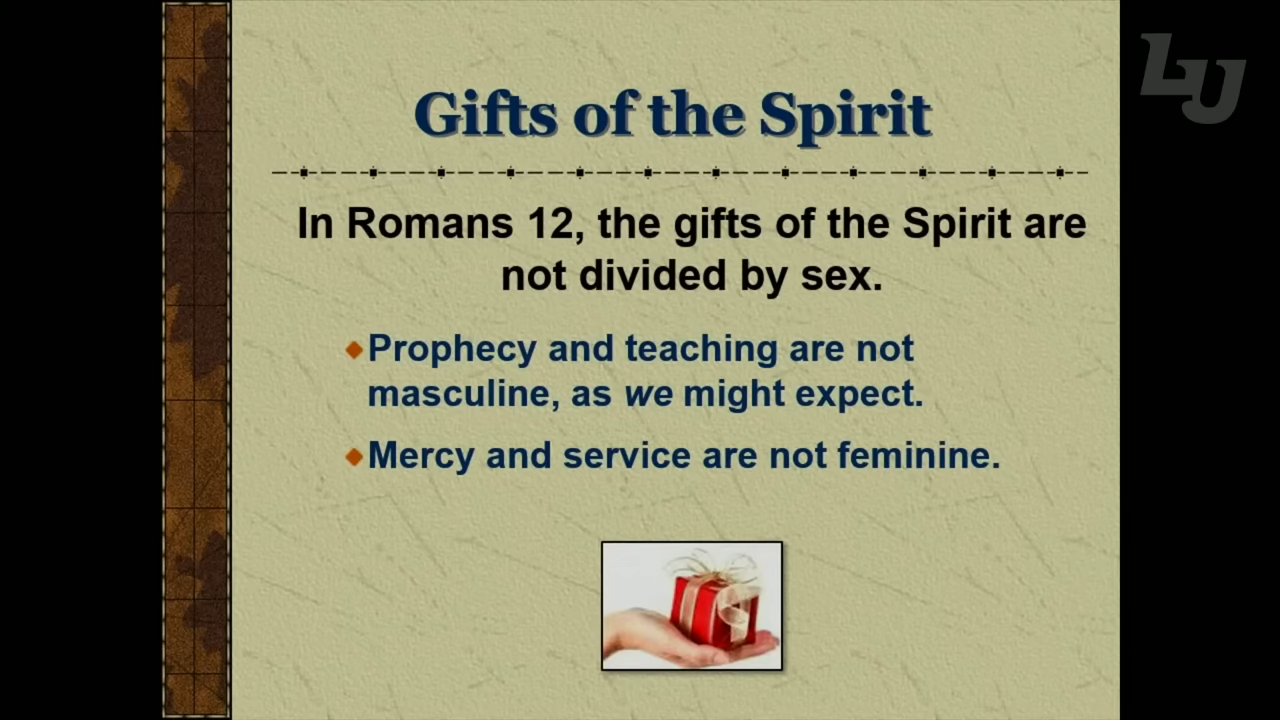 LU
Gifts of the Spirit
In Romans 12, the gifts of the Spirit are
not divided by sex.
Prophecy and teaching are not
masculine, as we might expect.
Mercy and service are not feminine.